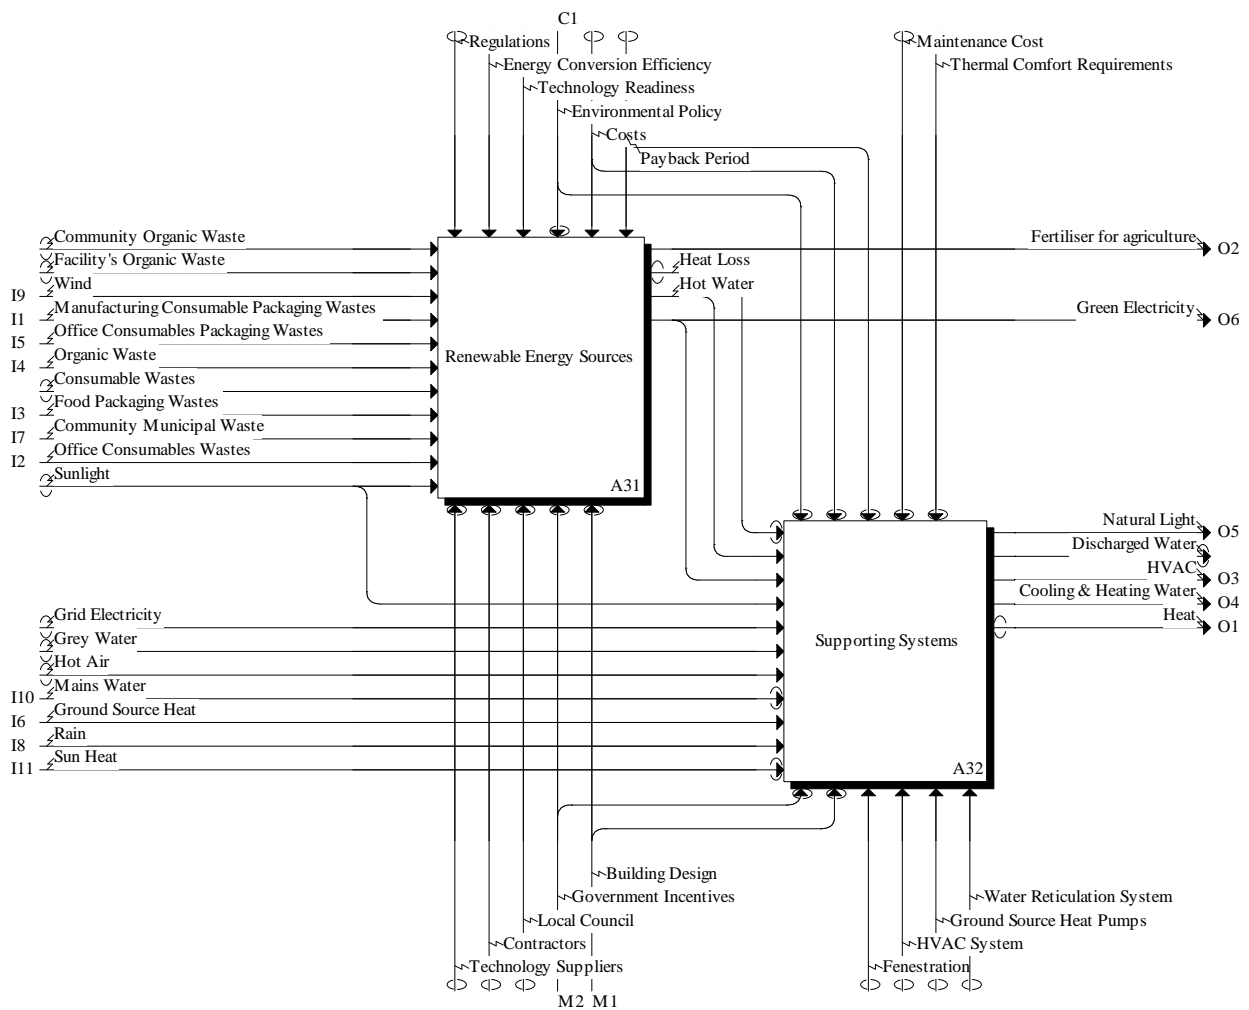 C1
Regulations
Maintenance Cost
Energy Conversion Efficiency
Thermal Comfort Requirements
Technology Readiness
Environmental Policy
Costs
Payback Period
Community Organic Waste
Fertiliser for agriculture
O2
Facility's Organic Waste
Heat Loss
I9
Wind
Hot Water
I1
Manufacturing Consumable Packaging Wastes
Green Electricity
O6
I5
Office Consumables Packaging Wastes
I4
Organic Waste
Renewable Energy Sources
Consumable Wastes
I3
Food Packaging Wastes
I7
Community Municipal Waste
I2
Office Consumables Wastes
Sunlight
A31
Natural Light
O5
Discharged Water
HVAC
O3
Cooling & Heating Water
O4
Grid Electricity
Heat
O1
Grey Water
Supporting Systems
Hot Air
I10
Mains Water
I6
Ground Source Heat
I8
Rain
I11
Sun Heat
A32
Building Design
Government Incentives
Water Reticulation System
Local Council
Ground Source Heat Pumps
Contractors
HVAC System
Technology Suppliers
Fenestration
M2 M1